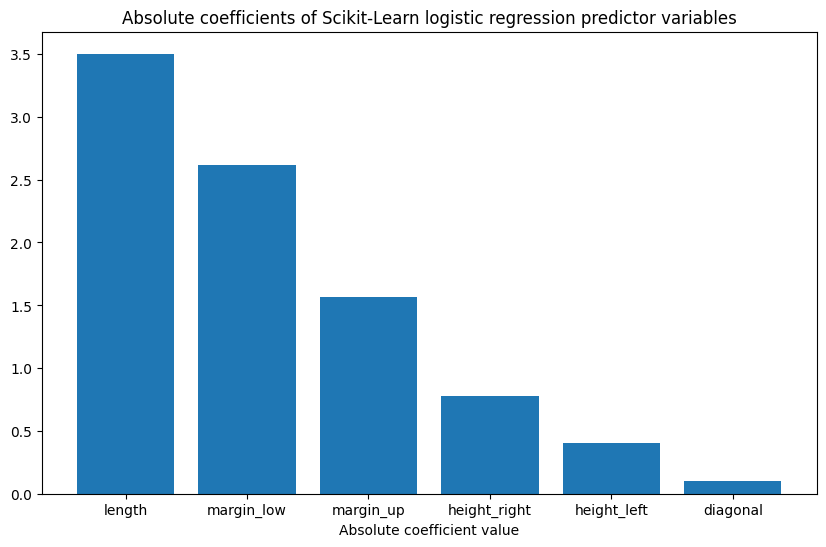 Absolute coefficients of Scikit-Learn logistic regression predictor variables
3.5
3.0
2.5
2.0
1.5
1.0
0.5
0.0
length margin_low margin_up height_right height_left diagonal
Absolute coefficient value